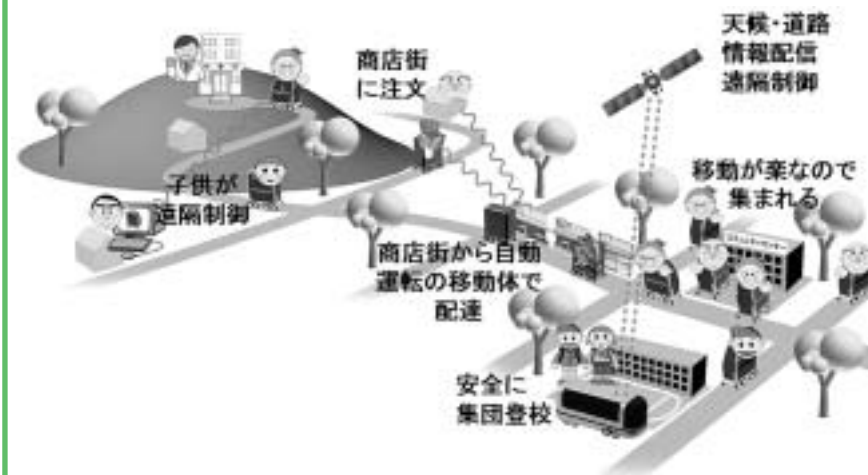 天候・道路
情報配信
遠隔制御
商店街
に注文
移動が楽なので
集まれる
子供が
遠隔制御
商店街から自動
運転の移動体で
配達
安全に
集団登校